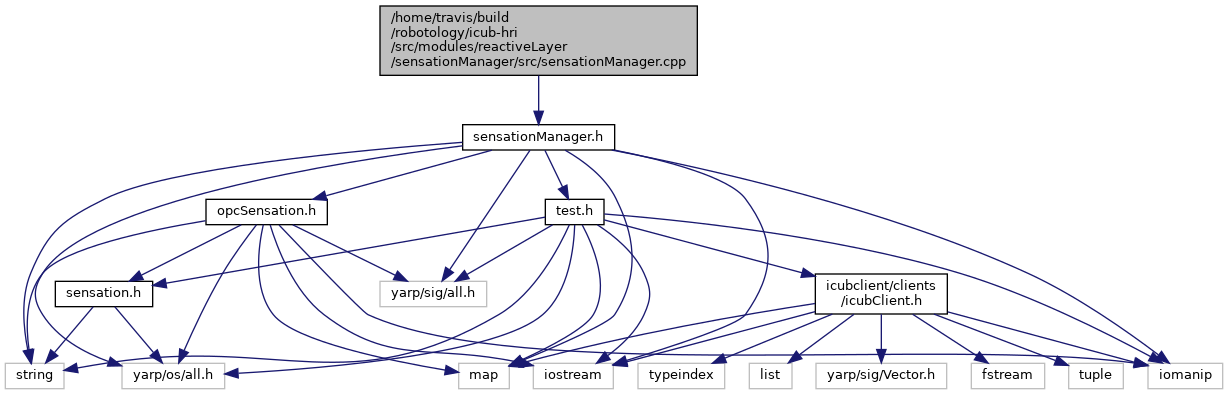 /home/travis/build
/robotology/icub-hri
/src/modules/reactiveLayer
/sensationManager/src/sensationManager.cpp
sensationManager.h
opcSensation.h
test.h
sensation.h
yarp/sig/all.h
icubclient/clients
/icubClient.h
string
yarp/os/all.h
map
iostream
typeindex
list
yarp/sig/Vector.h
fstream
tuple
iomanip